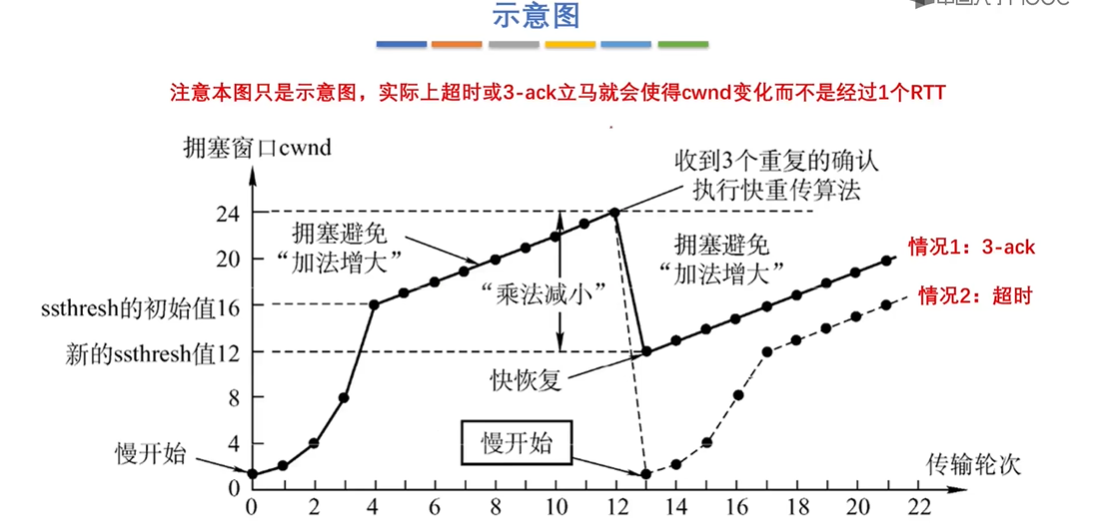 示意图
注意本图只是示意图，实际上超时或3-ack立马就会使得cwnd变化而不是经过1个RTT
拥塞窗口cwnd
收到3个重复的确认
执行快重传算法
24
拥塞避免
“加法增大”
拥塞避免
“加法增大”
情况1：3-ack
20
“乘法减小”
情况2：超时
ssthresh的初始值16
新的ssthresh值12
快恢复
8
慢开始
4
慢开始
传输轮次
0
0 2 4 6 8 10 12 14 16 18 20 22